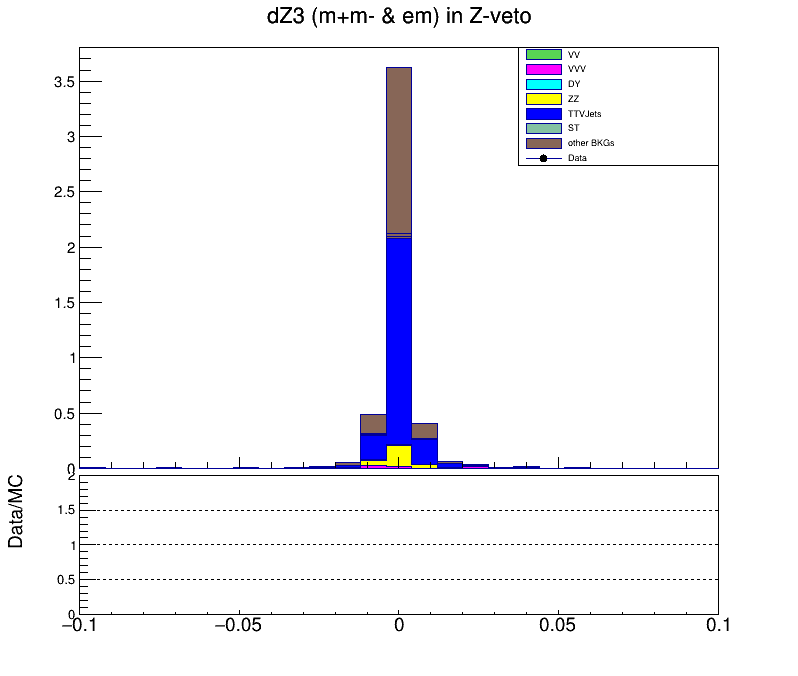 dZ3 (m+m- & em) in Z-veto
VV
VVV
DY
ZZ
TTVJets
ST
other BKGs
Data
3.5
3
2.5
2
1.5
1
0.5
0
Data/MC
2
1.5
1
0.5
0
−0.1
−0.05
0
0.05
0.1